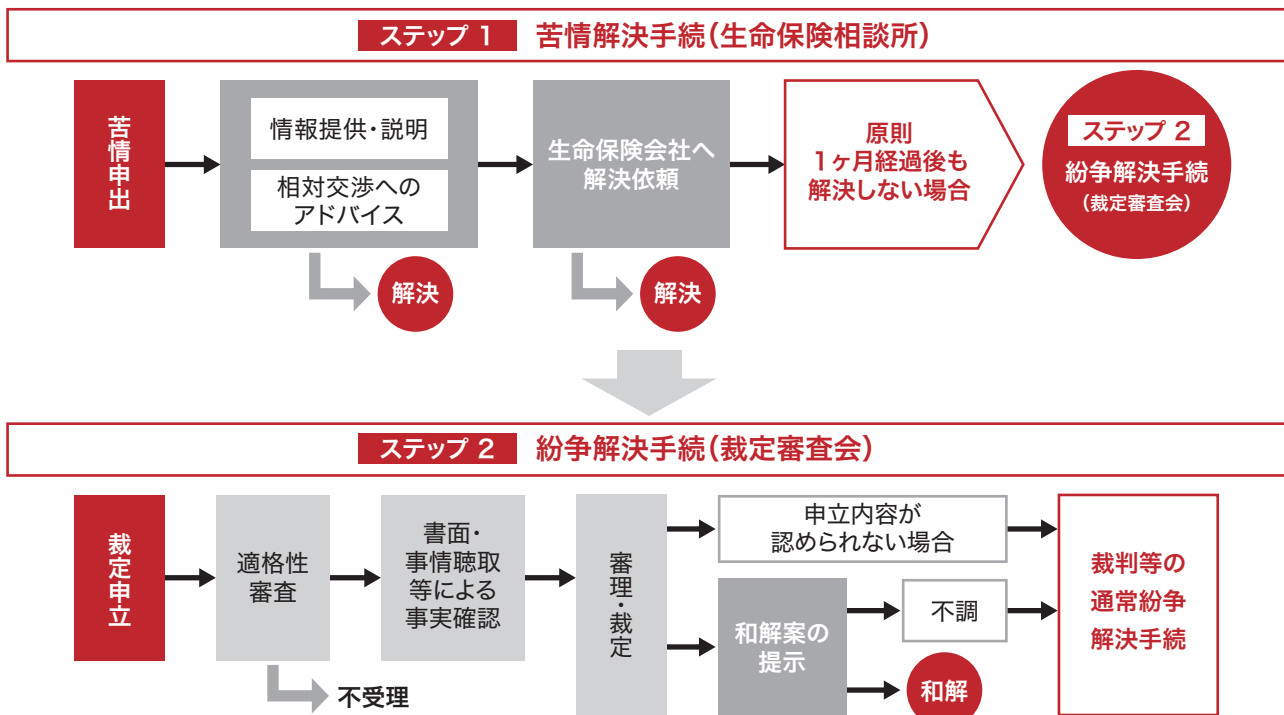 ステップ 1 苦情解決手続(生命保険相談所)
苦情申出
情報提供・説明
相対交渉への
アドバイス
解決
生命保険会社へ
解決依頼
解決
原則
1ヶ月経過後も
解決しない場合
ステップ 2
紛争解決手続
(裁定審査会)
ステップ 2 紛争解決手続(裁定審査会)
裁定申立
適格性
審査
不受理
書面・
事情聴取
等による
事実確認
審理・裁定
申立内容が
認められない場合
和解案の
提示
不調
和解
裁判等の
通常紛争
解決手続